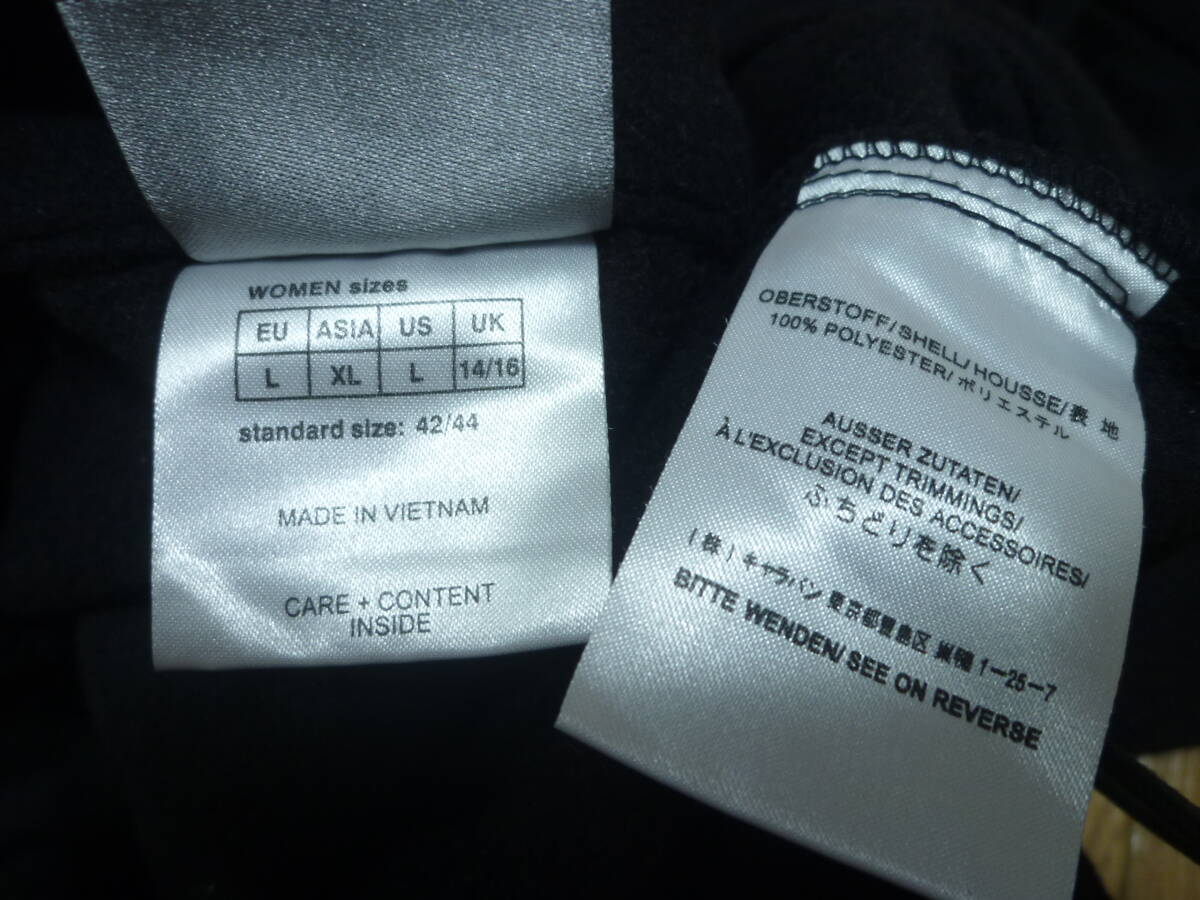 WOMEN sizes
EU ASIA US UK
L XL L 14/16
standard size: 42/44
MADE IN VIETNAM
CARE + CONTENT
INSIDE
OBERSTOFF/SHELL/HOUSSE/表 地
100% POLYESTER/ポリエステル
AUSSER ZUTATEN/
EXCEPT TRIMMINGS/
À L'EXCLUSION DES ACCESSOIRES/
ふちどりを除く
(株)キャラバン 東京都豊島区 巣鴨 1-25-7
BITTE WENDEN/SEE ON REVERSE